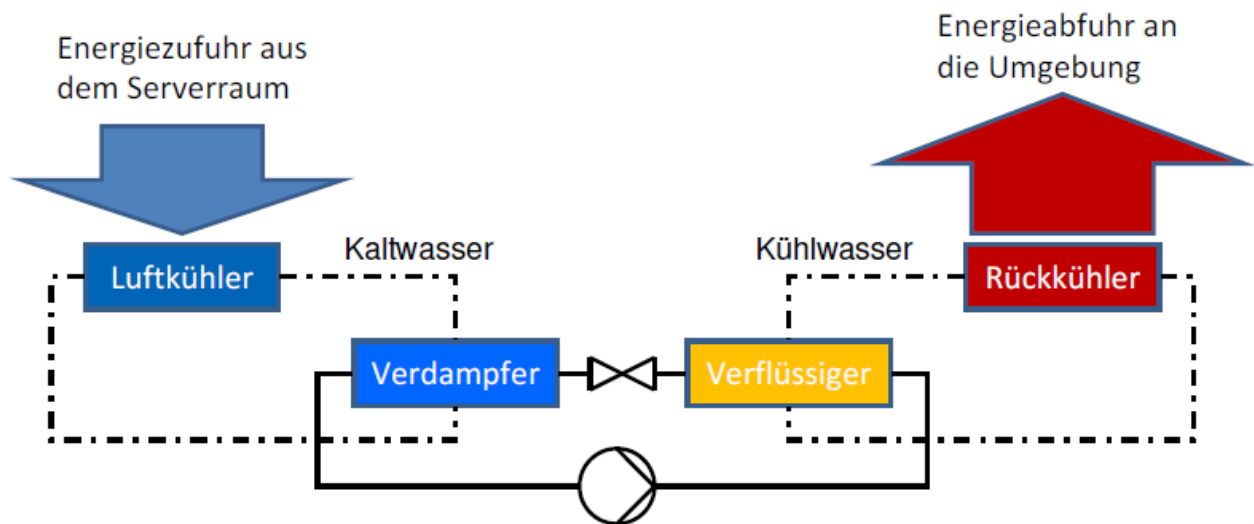 Energiezufuhr aus
dem Serverraum
Energieabfuhr an
die Umgebung
Kaltwasser
Kühlwasser
Luftkühler
Rückkühler
Verdampfer
Verflüssiger